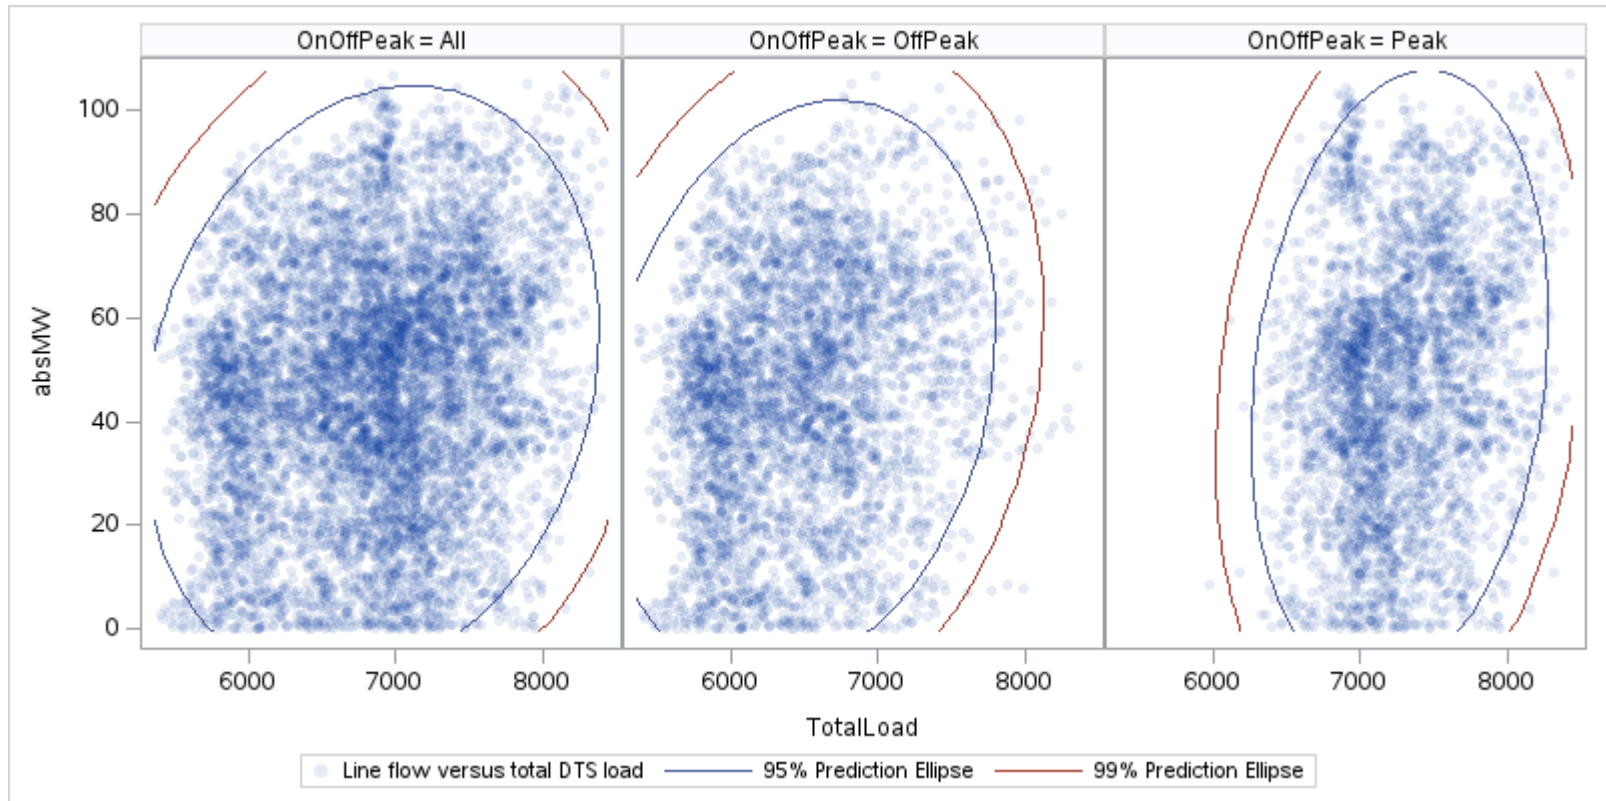 OnOffPeak = All
OnOffPeak = OffPeak
OnOffPeak = Peak
absMW
100
80
60
40
20
0
6000 7000 8000
6000 7000 8000
6000 7000 8000
TotalLoad
Line flow versus total DTS load
95% Prediction Ellipse
99% Prediction Ellipse